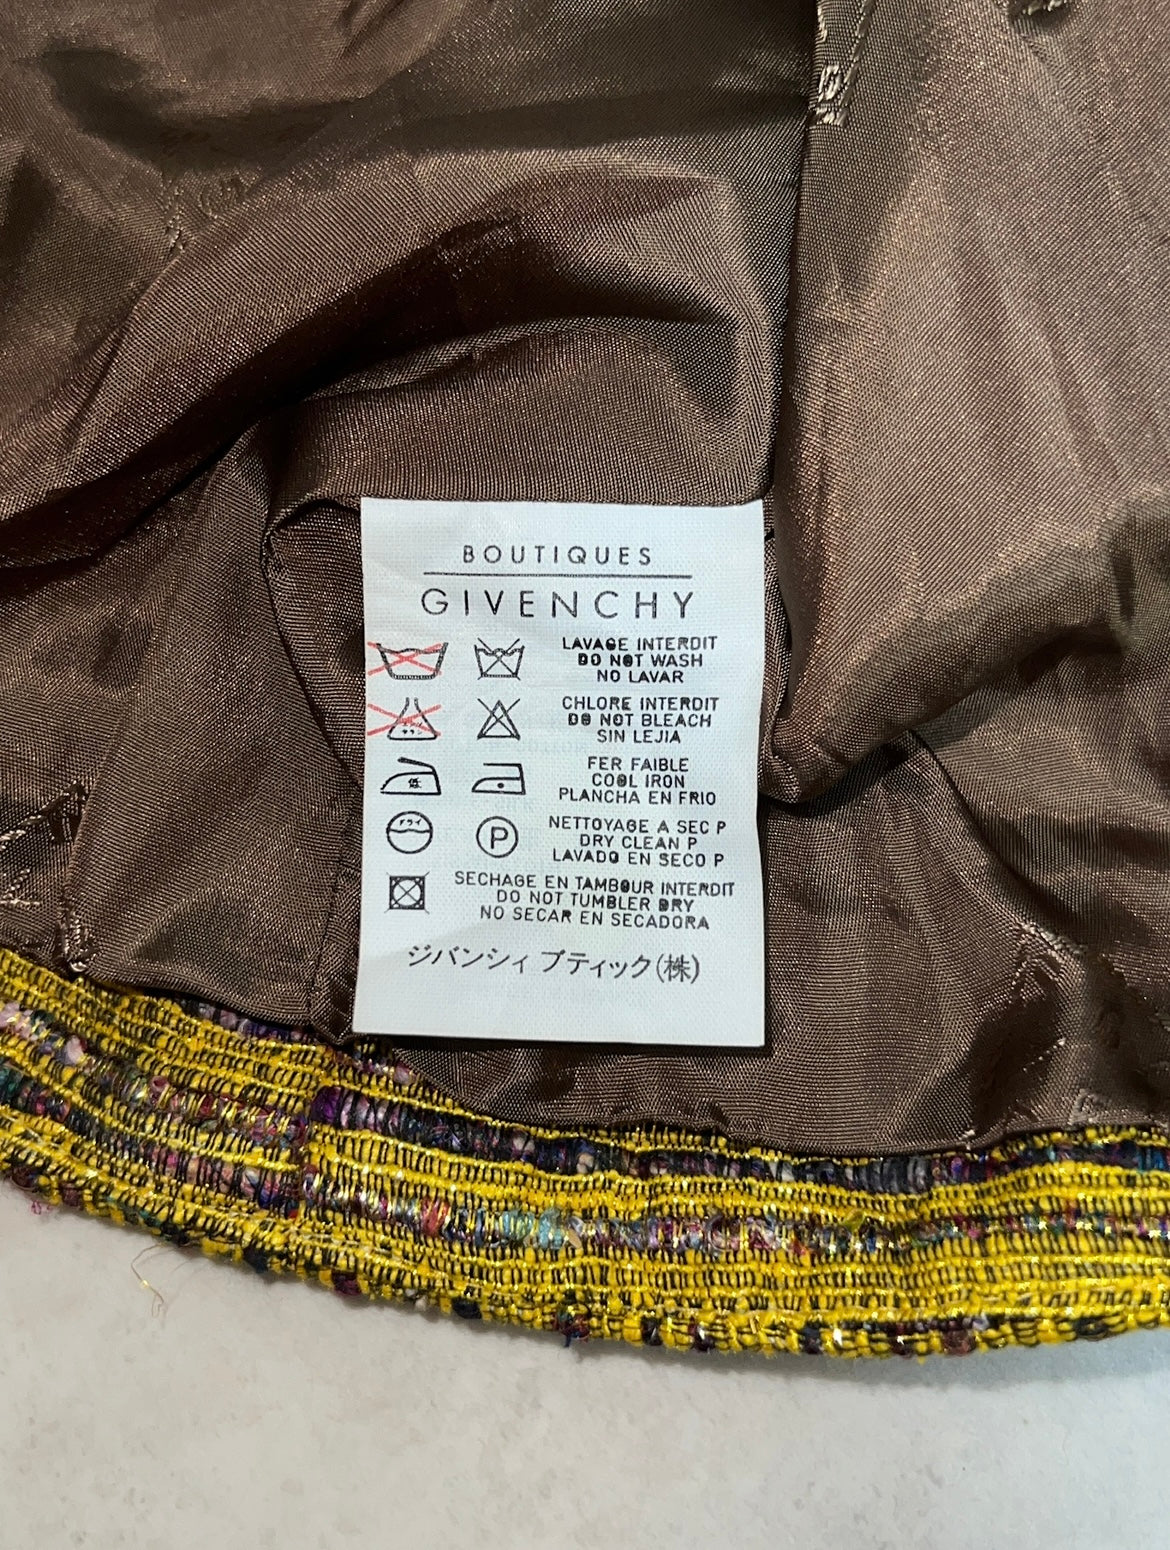 BOUTIQUES
GIVENCHY
LAVAGE INTERDIT
DO NOT WASH
NO LAVAR
CHLORE INTERDIT
DO NOT BLEACH
SIN LEJIA
低
FER FAIBLE
COOL IRON
PLANCHA EN FRIO
P
NETTOYAGE A SEC P
DRY CLEAN P
LAVADO EN SECO P
SECHAGE EN TAMBOUR INTERDIT
DO NOT TUMBLER DRY
NO SECAR EN SECADORA
ジバンシィ ブティック(株)